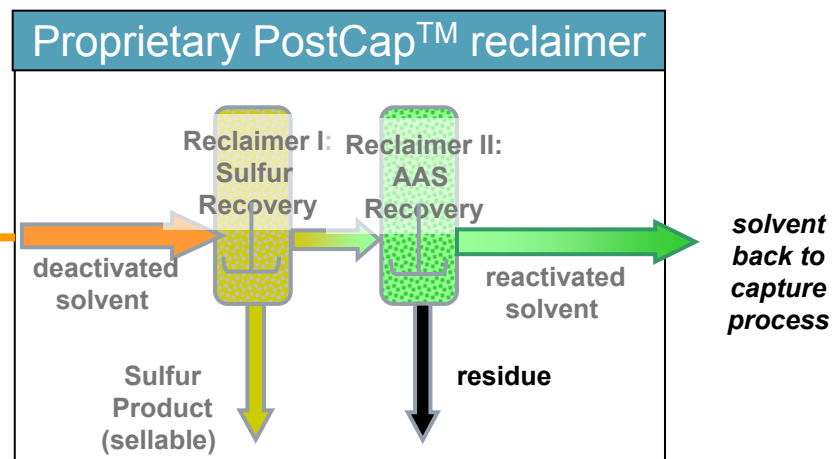 Proprietary PostCap™ reclaimer
Reclaimer I:
Sulfur
Recovery
Reclaimer II:
AAS
Recovery
deactivated
solvent
reactivated
solvent
solvent
back to
capture
process
Sulfur
Product
(sellable)
residue